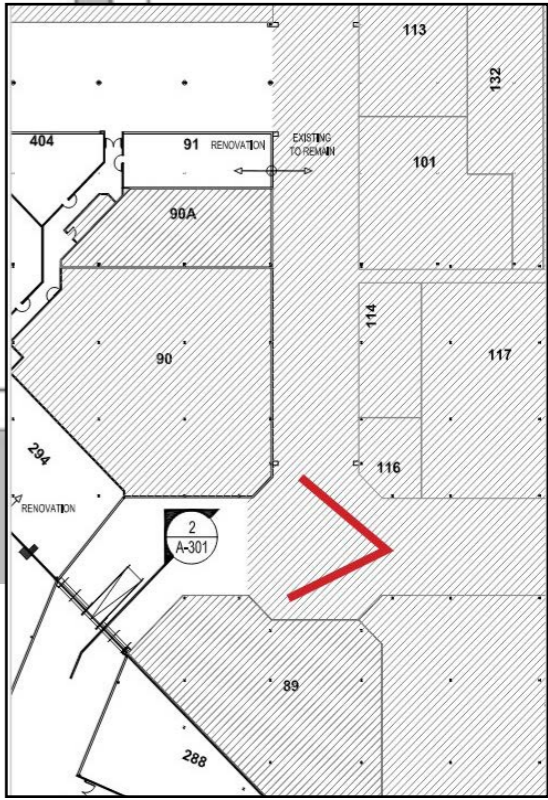 113
132
404
91
RENOVATION
EXISTING
TO REMAIN
101
90A
114
90
117
294
116
RENOVATION
2
A-301
89
288